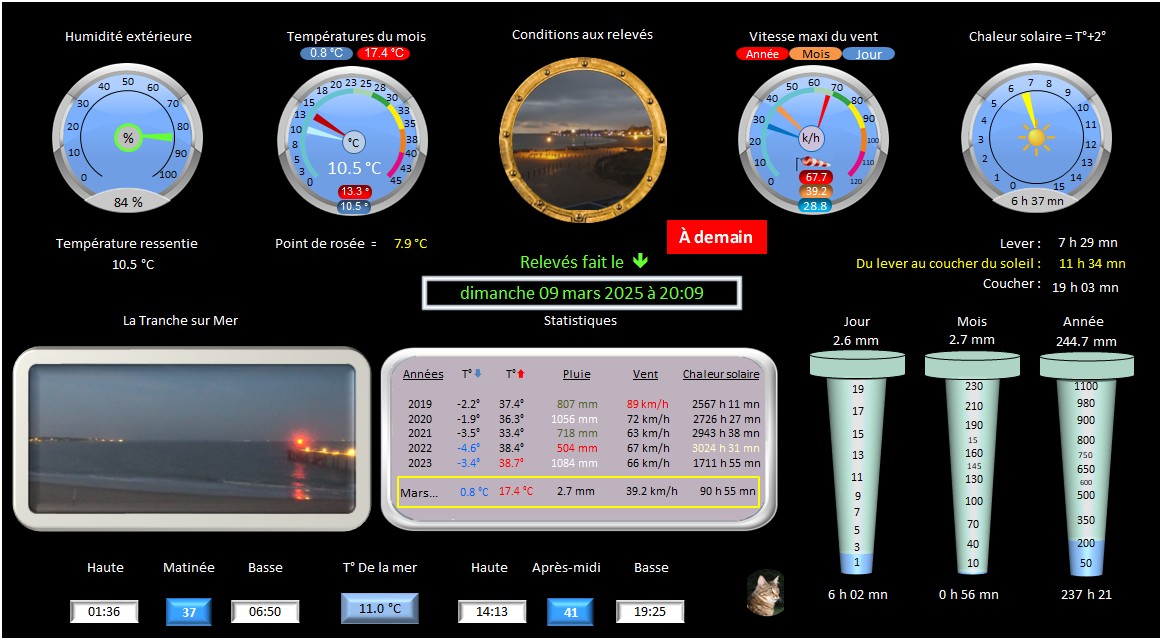 Humidité extérieure
Températures du mois
Conditions aux relevés
Vitesse maxi du vent
Chaleur solaire = T°+2°
0.8 °C 17.4 °C
Année Mois Jour
0 10 20 30 40 50 60 70 80 90 100
%
84 %
0 3 5 8 10 13 15 18 20 23 25 28 30 33 35 38 40 43 45
°C
10.5 °C
13.3 °
10.5 °
0 10 20 30 40 50 60 70 80 90 100 110 120
k/h
67.7
39.2
28.8
0 1 2 3 4 5 6 7 8 9 10 11 12 13 14 15
6 h 37 mn
Température ressentie
10.5 °C
Point de rosée = 7.9 °C
À demain
Relevés fait le
dimanche 09 mars 2025 à 20:09
Lever : 7 h 29 mn
Du lever au coucher du soleil : 11 h 34 mn
Coucher : 19 h 03 mn
La Tranche sur Mer
Statistiques
Années T° T° Pluie Vent Chaleur solaire
2019 -2.2° 37.4° 807 mm 89 km/h 2567 h 11 mn
2020 -1.9° 36.3° 1056 mm 72 km/h 2726 h 27 mn
2021 -3.5° 33.4° 718 mm 63 km/h 2943 h 38 mn
2022 -4.6° 38.4° 504 mm 67 km/h 3024 h 31 mn
2023 -3.4° 38.7° 1084 mm 66 km/h 1711 h 55 mn
Mars... 0.8 °C 17.4 °C 2.7 mm 39.2 km/h 90 h 55 mn
Jour
2.6 mm
19
17
15
13
11
9
7
5
3
1
6 h 02 mn
Mois
2.7 mm
230
210
190
15
160
145
130
100
70
40
10
0 h 56 mn
Année
244.7 mm
1100
980
900
800
750
650
600
500
350
200
50
237 h 21
Haute Matinée Basse
01:36 37 06:50
T° De la mer
11.0 °C
Haute Après-midi Basse
14:13 41 19:25